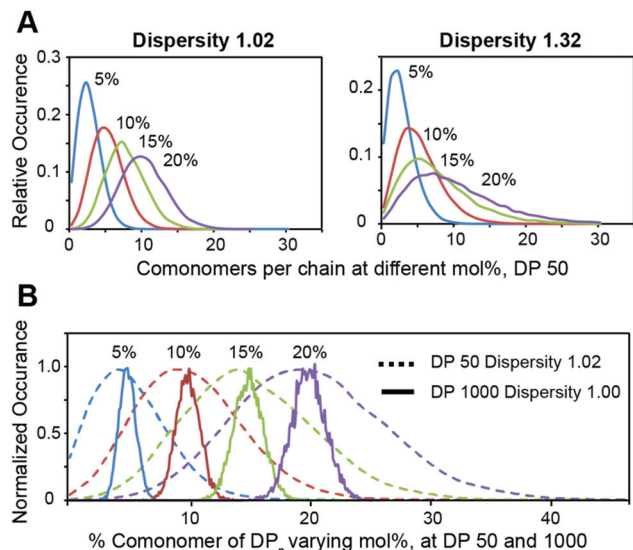 A
Dispersity 1.02
Dispersity 1.32
Relative Occurence
0.3
0.2
0.1
0
5%
10%
15%
20%
0 10 20 30
0.2
0.1
0
5%
10%
15%
20%
0 10 20 30
Comonomers per chain at different mol%, DP 50
B
Normalized Occurance
1.0
0.5
0
5% 10% 15% 20%
DP 50 Dispersity 1.02
DP 1000 Dispersity 1.00
10 20 30 40
% Comonomer of DPn varying mol%, at DP 50 and 1000